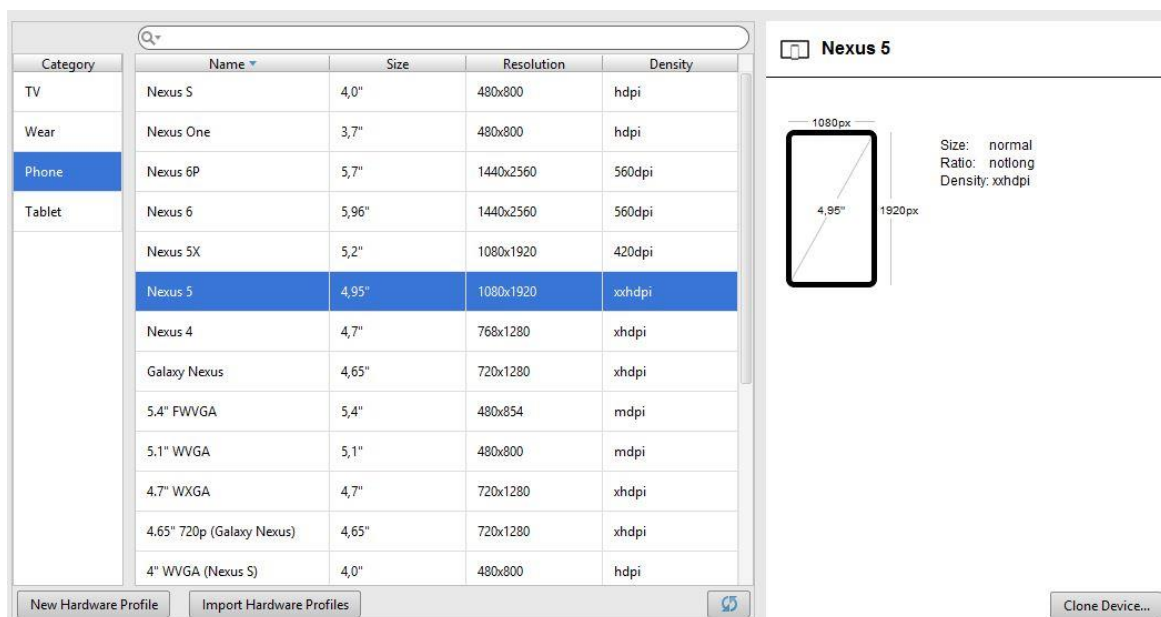 Category
TV
Wear
Phone
Tablet
Name Size Resolution Density
Nexus S 4,0" 480x800 hdpi
Nexus One 3,7" 480x800 hdpi
Nexus 6P 5,7" 1440x2560 560dpi
Nexus 6 5,96" 1440x2560 560dpi
Nexus 5X 5,2" 1080x1920 420dpi
Nexus 5 4,95" 1080x1920 xxhdpi
Nexus 4 4,7" 768x1280 xhdpi
Galaxy Nexus 4,65" 720x1280 xhdpi
5.4" FWVGA 5,4" 480x854 mdpi
5.1" WVGA 5,1" 480x800 mdpi
4.7" WXGA 4,7" 720x1280 xhdpi
4.65" 720p (Galaxy Nexus) 4,65" 720x1280 xhdpi
4" WVGA (Nexus S) 4,0" 480x800 hdpi
New Hardware Profile Import Hardware Profiles
Nexus 5
1080px
4,95"
1920px
Size: normal
Ratio: notlong
Density: xxhdpi
Clone Device...